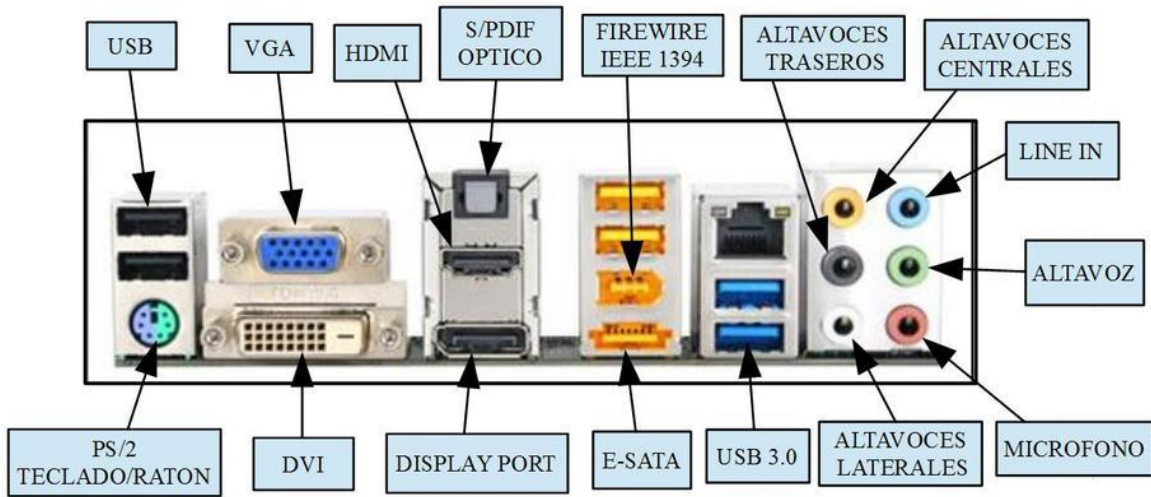 USB
VGA
HDMI
S/PDIF
OPTICO
FIREWIRE
IEEE 1394
ALTAVOCES
TRASEROS
ALTAVOCES
CENTRALES
LINE IN
ALTAVOZ
PS/2
TECLADO/RATON
DVI
DISPLAY PORT
E-SATA
USB 3.0
ALTAVOCES
LATERALES
MICROFONO